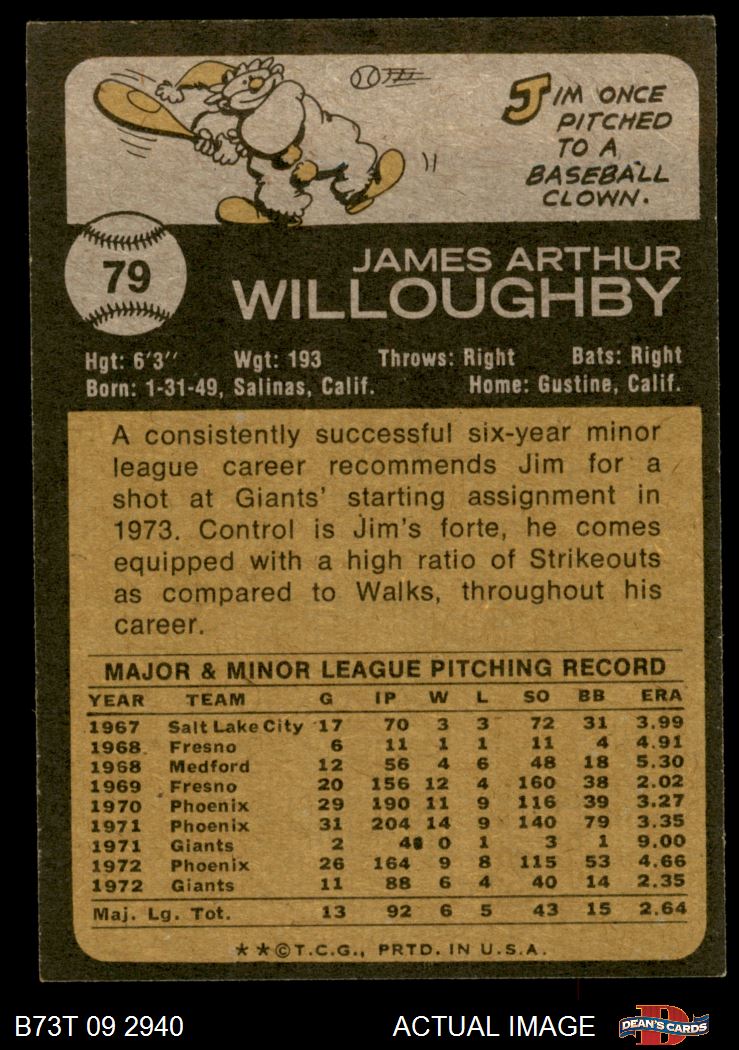 JIM ONCE
PITCHED
TO A
BASEBALL
CLOWN.
79
JAMES ARTHUR
WILLOUGHBY
Hgt: 6'3" Wgt: 193 Throws: Right Bats: Right
Born: 1-31-49, Salinas, Calif. Home: Gustine, Calif.
A consistently successful six-year minor
league career recommends Jim for a
shot at Giants' starting assignment in
1973. Control is Jim's forte, he comes
equipped with a high ratio of Strikeouts
as compared to Walks, throughout his
career.
MAJOR & MINOR LEAGUE PITCHING RECORD
YEAR TEAM G IP W L SO BB ERA
1967 Salt Lake City 17 70 3 3 72 31 3.99
1968 Fresno 6 11 1 1 11 4 4.91
1968 Medford 12 56 4 6 48 18 5.30
1969 Fresno 20 156 12 4 160 38 2.02
1970 Phoenix 29 190 11 9 116 39 3.27
1971 Phoenix 31 204 14 9 140 79 3.35
1971 Giants 2 4 0 1 3 1 9.00
1972 Phoenix 26 164 9 8 115 53 4.66
1972 Giants 11 88 6 4 40 14 2.35
Maj. Lg. Tot. 13 92 6 5 43 15 2.64
**©T.C.G., PRTD. IN U.S.A.
B73T 09 2940 ACTUAL IMAGE D DEAN'S CARDS